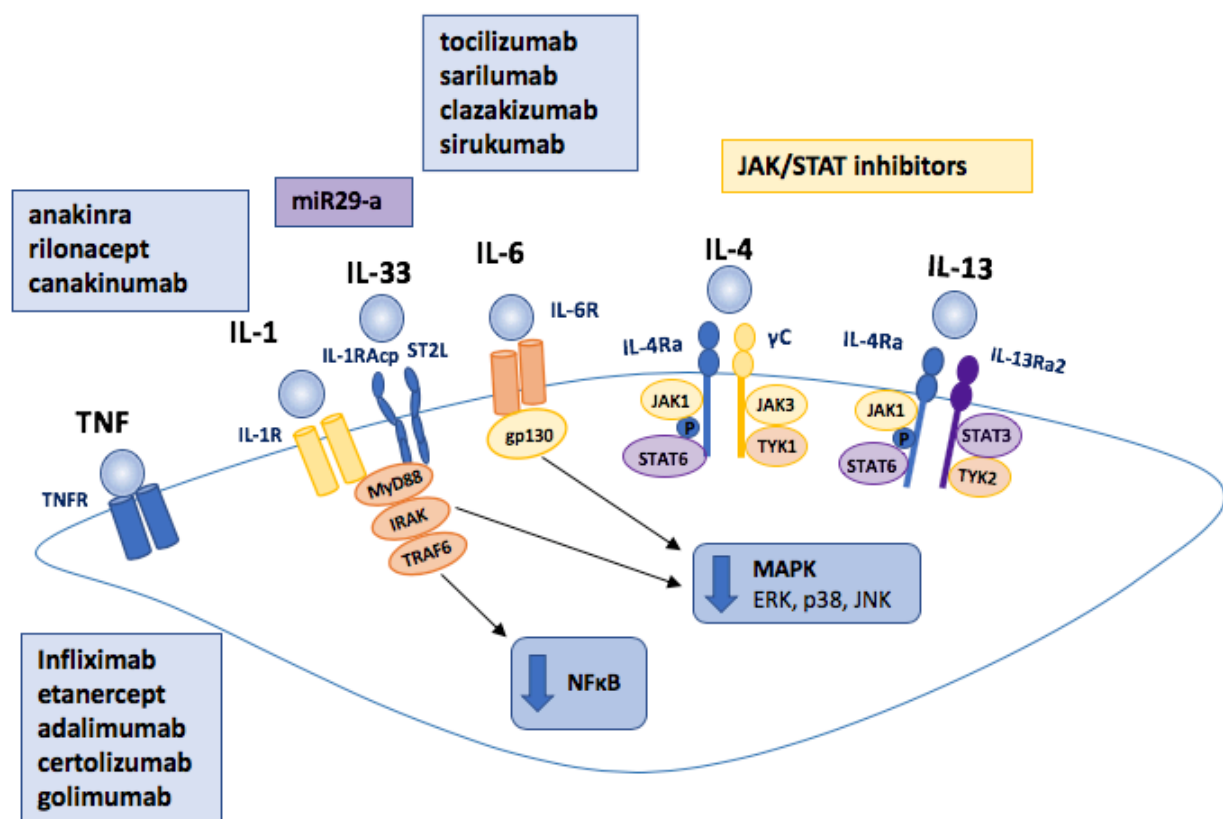 tocilizumab
sarilumab
clazakizumab
sirukumab
JAK/STAT inhibitors
miR29-a
anakinra
rilonacept
canakinumab
IL-33
IL-6
IL-4
IL-13
IL-1
IL-1RAcp
ST2L
IL-6R
IL-4Ra
γC
IL-4Ra
IL-13Ra2
TNF
TNFR
IL-1R
gp130
JAK1
P
STAT6
JAK3
TYK1
JAK1
P
STAT6
STAT3
TYK2
MyD88
IRAK
TRAF6
MAPK
ERK, p38, JNK
NFκB
Infliximab
etanercept
adalimumab
certolizumab
golimumab